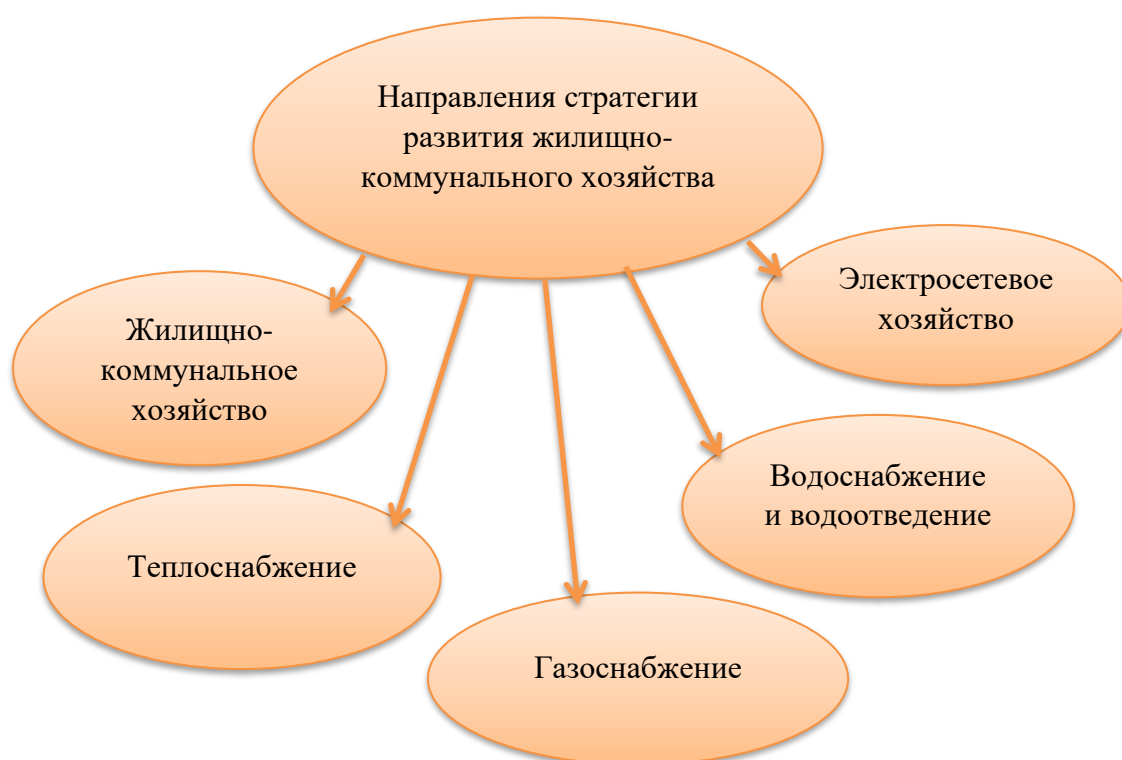 Направления стратегии
развития жилищно-
коммунального хозяйства
Электросетевое
хозяйство
Жилищно-
коммунальное
хозяйство
Водоснабжение
и водоотведение
Теплоснабжение
Газоснабжение